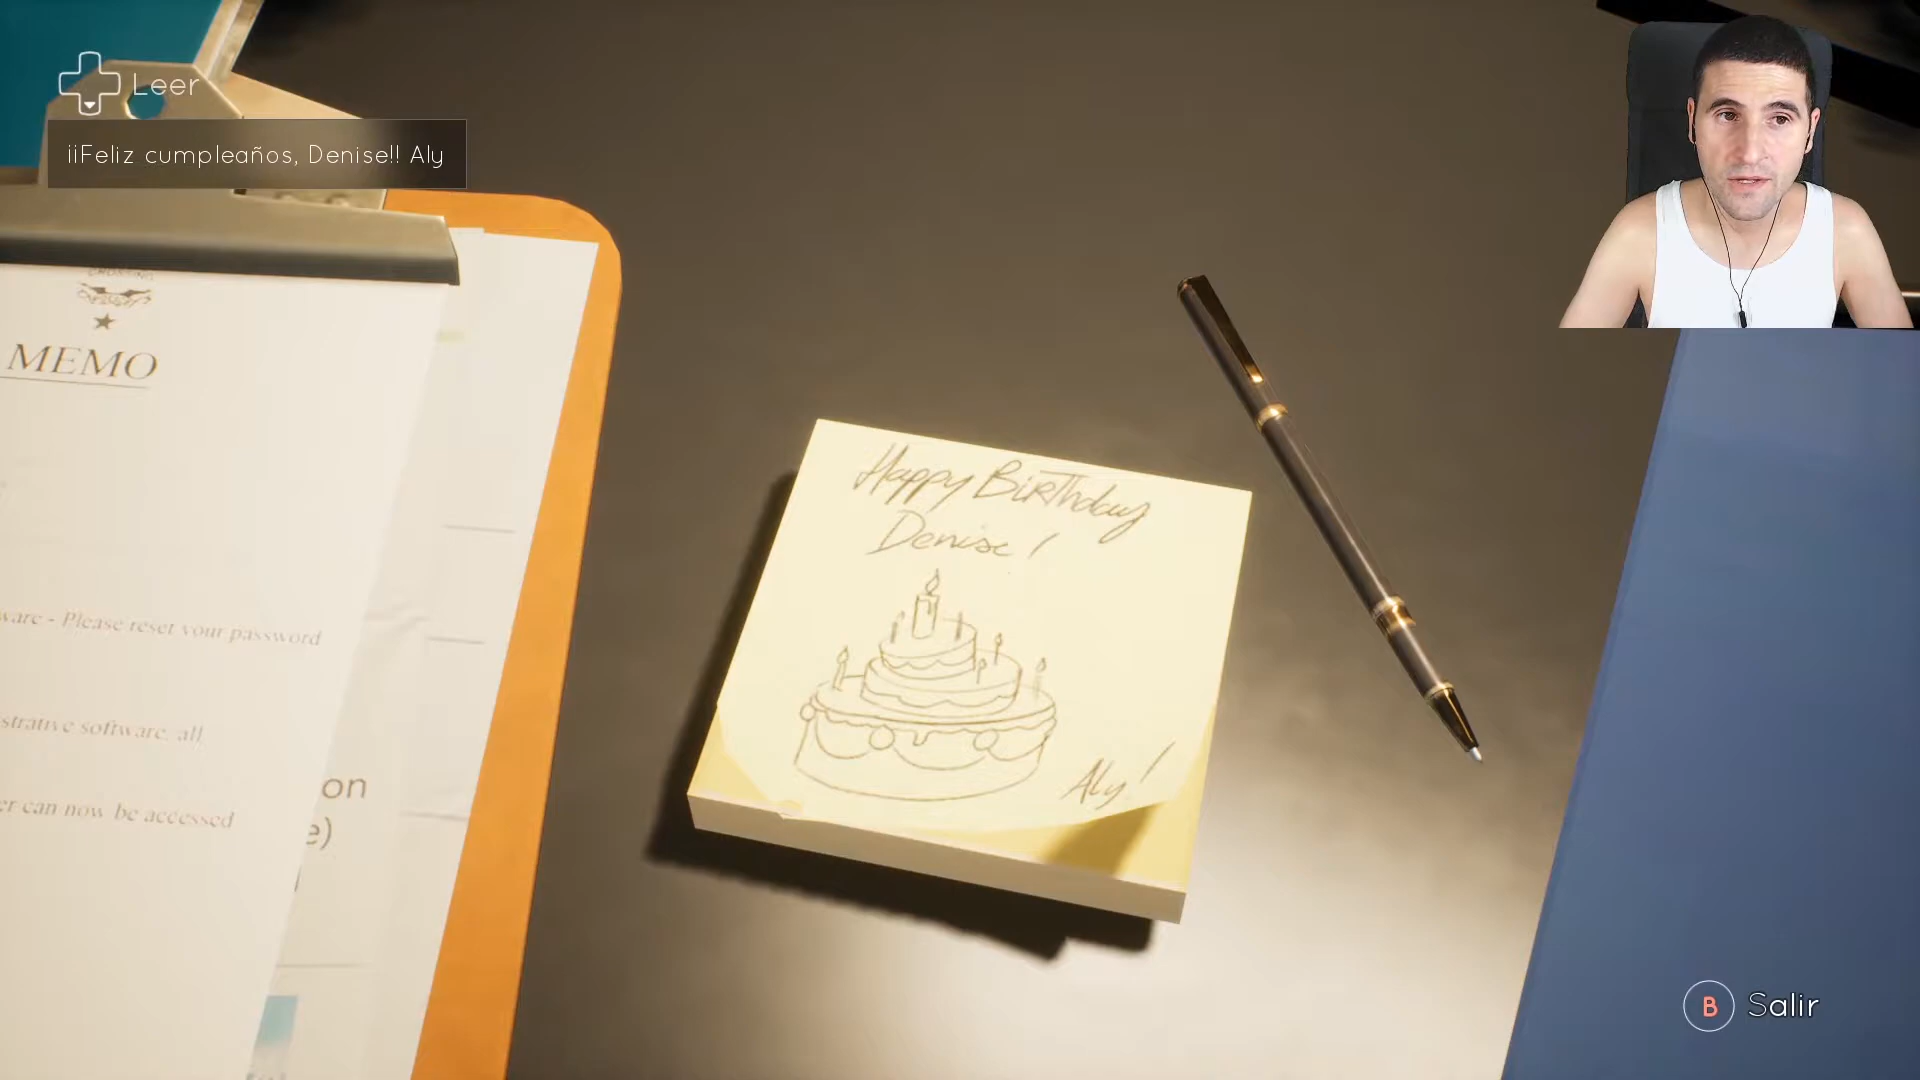 Leer
¡¡Feliz cumpleaños, Denise!! Aly
MEMO
ware - Please reset your password
strative software, all
er can now be accessed
on
e)
Happy Birthday
Denise!
Aly!
B Salir